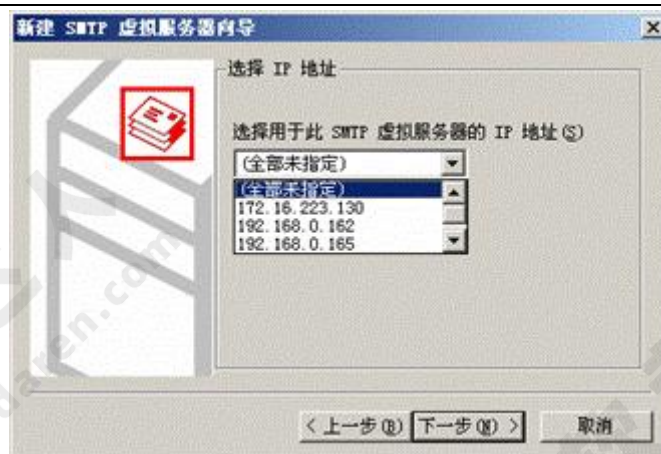 新建 SMTP 虚拟服务器向导
选择 IP 地址
选择用于此 SMTP 虚拟服务器的 IP 地址(S)
(全部未指定)
(全部未指定)
172.16.223.130
192.168.0.162
192.168.0.165
< 上一步(B) 下一步(N) > 取消
daren.com